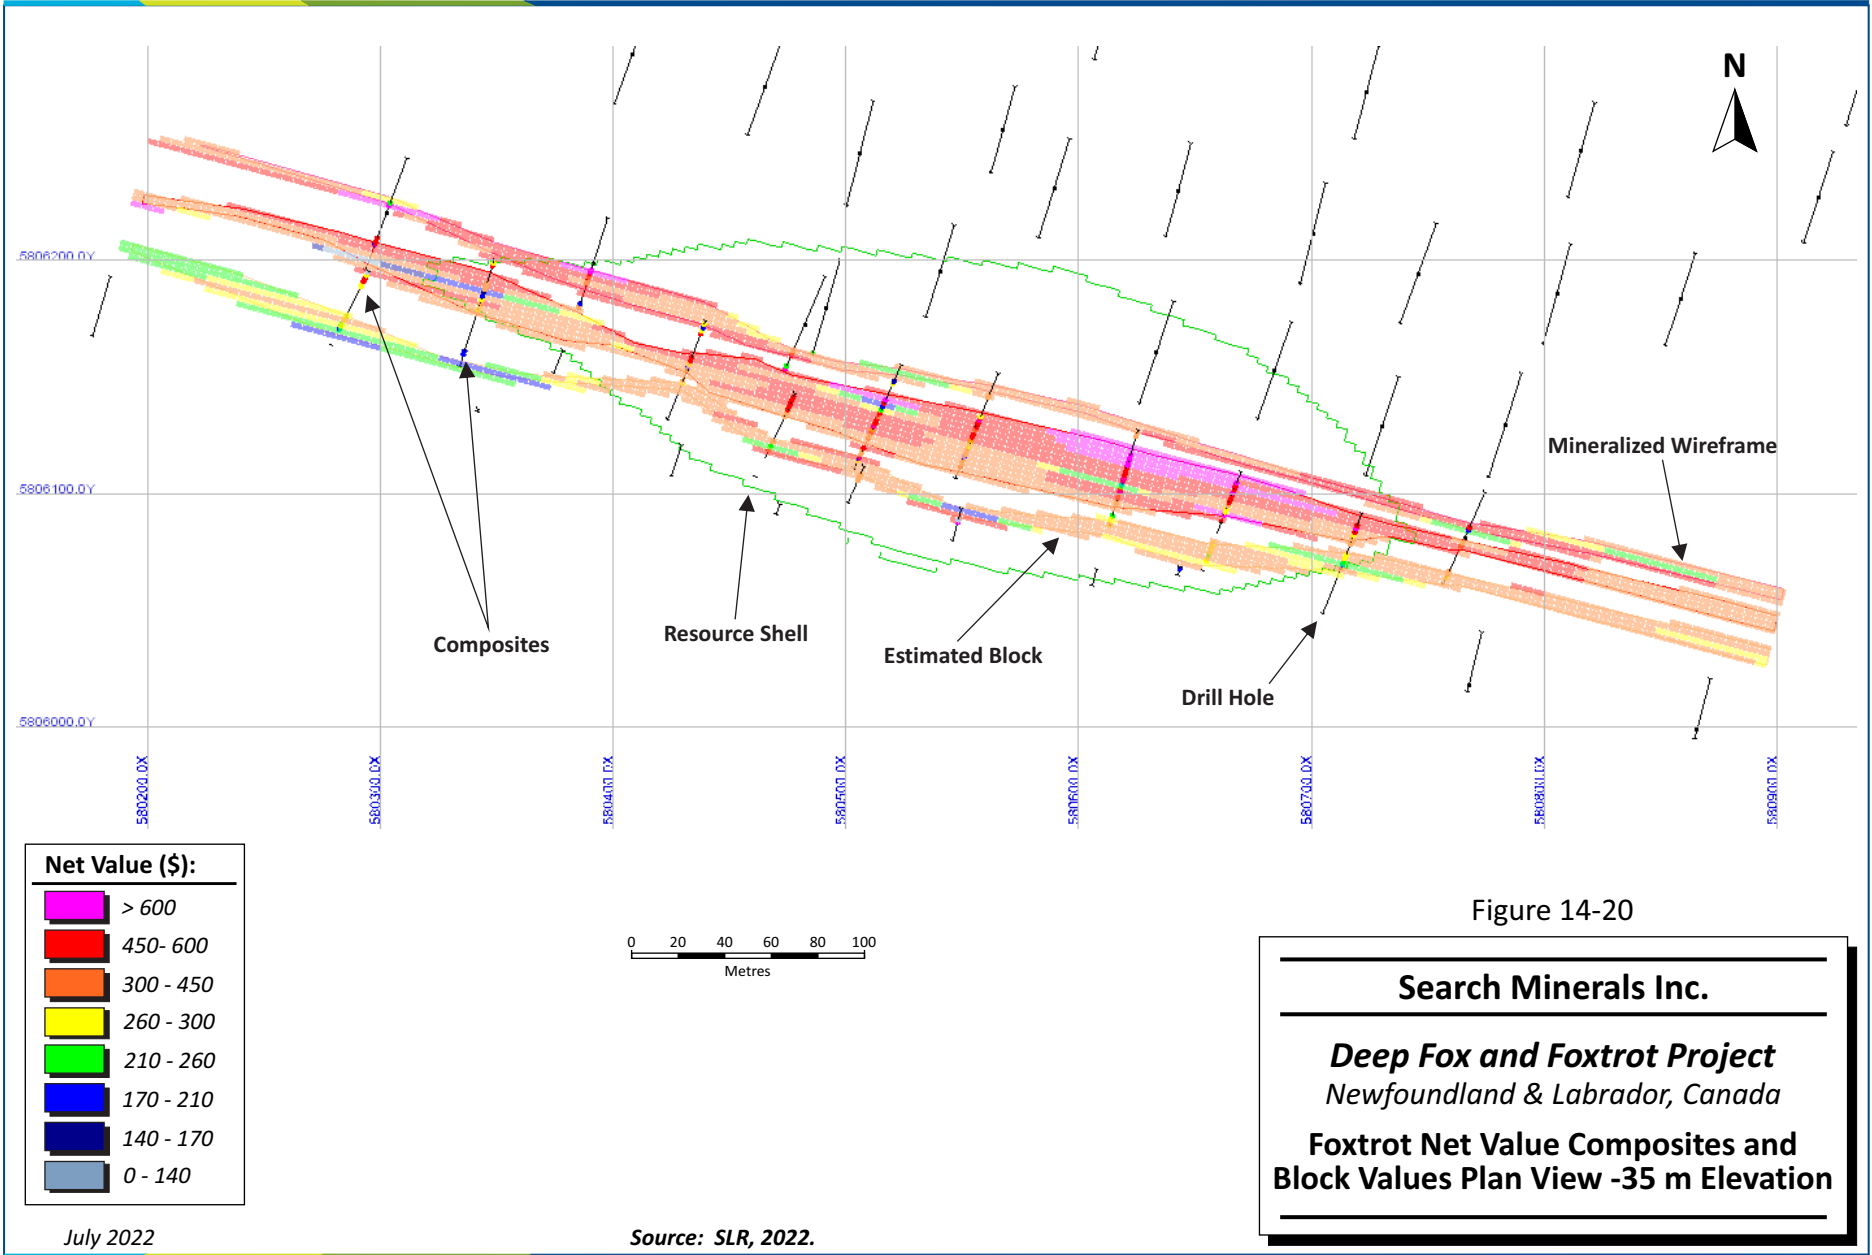 N
5806200.0Y
Mineralized Wireframe
5806100.0Y
Composites
Resource Shell
Estimated Block
Drill Hole
5806000.0Y
580200.0X
580300.0X
580400.0X
580500.0X
580600.0X
580700.0X
580800.0X
580900.0X
Net Value ($):
> 600
450- 600
300 - 450
260 - 300
210 - 260
170 - 210
140 - 170
0 - 140
0 20 40 60 80 100
Metres
Figure 14-20
Search Minerals Inc.
Deep Fox and Foxtrot Project
Newfoundland & Labrador, Canada
Foxtrot Net Value Composites and
Block Values Plan View -35 m Elevation
July 2022
Source: SLR, 2022.